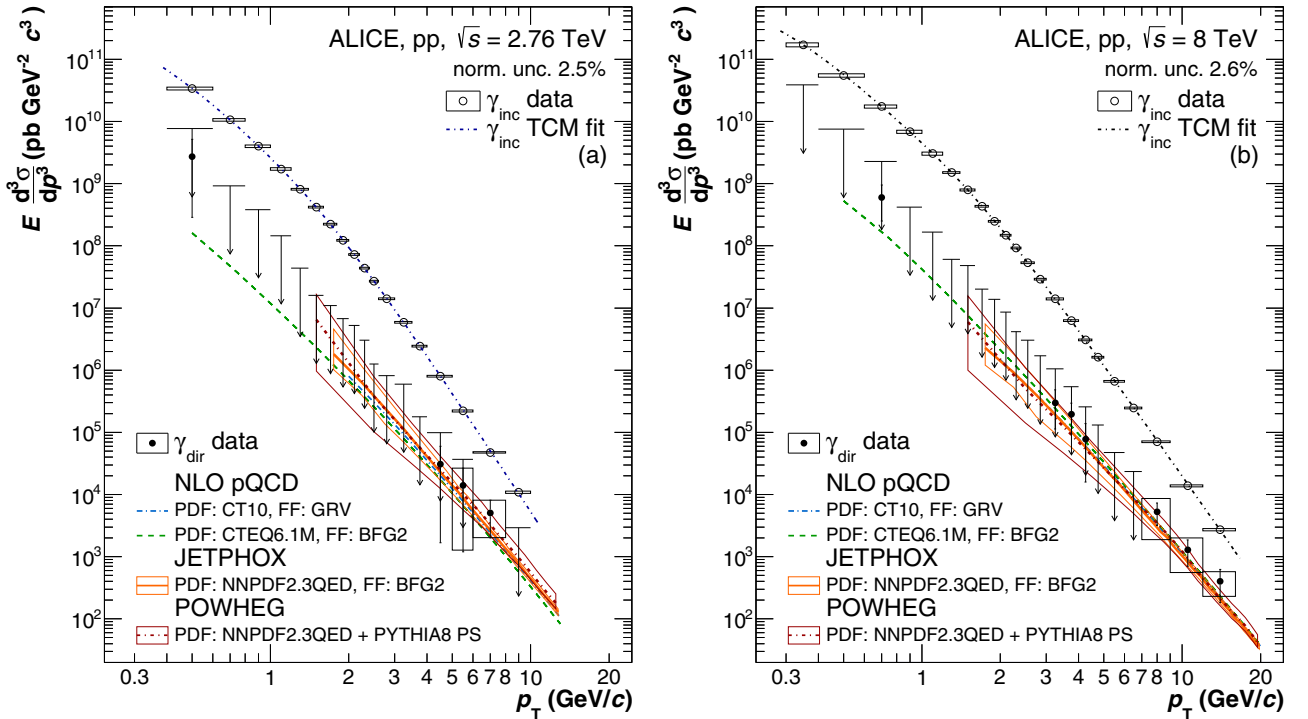 ALICE, pp, √s = 2.76 TeV
norm. unc. 2.5%
γinc data
γinc TCM fit
(a)
E d³σ/dp³ (pb GeV⁻² c³)
10¹¹
10¹⁰
10⁹
10⁸
10⁷
10⁶
10⁵
10⁴
10³
10²
γdir data
NLO pQCD
PDF: CT10, FF: GRV
PDF: CTEQ6.1M, FF: BFG2
JETPHOX
PDF: NNPDF2.3QED, FF: BFG2
POWHEG
PDF: NNPDF2.3QED + PYTHIA8 PS
0.3 1 2 3 4 5 6 7 8 10 20
pT (GeV/c)
ALICE, pp, √s = 8 TeV
norm. unc. 2.6%
γinc data
γinc TCM fit
(b)
E d³σ/dp³ (pb GeV⁻² c³)
10¹¹
10¹⁰
10⁹
10⁸
10⁷
10⁶
10⁵
10⁴
10³
10²
γdir data
NLO pQCD
PDF: CT10, FF: GRV
PDF: CTEQ6.1M, FF: BFG2
JETPHOX
PDF: NNPDF2.3QED, FF: BFG2
POWHEG
PDF: NNPDF2.3QED + PYTHIA8 PS
0.3 1 2 3 4 5 6 7 8 10 20
pT (GeV/c)